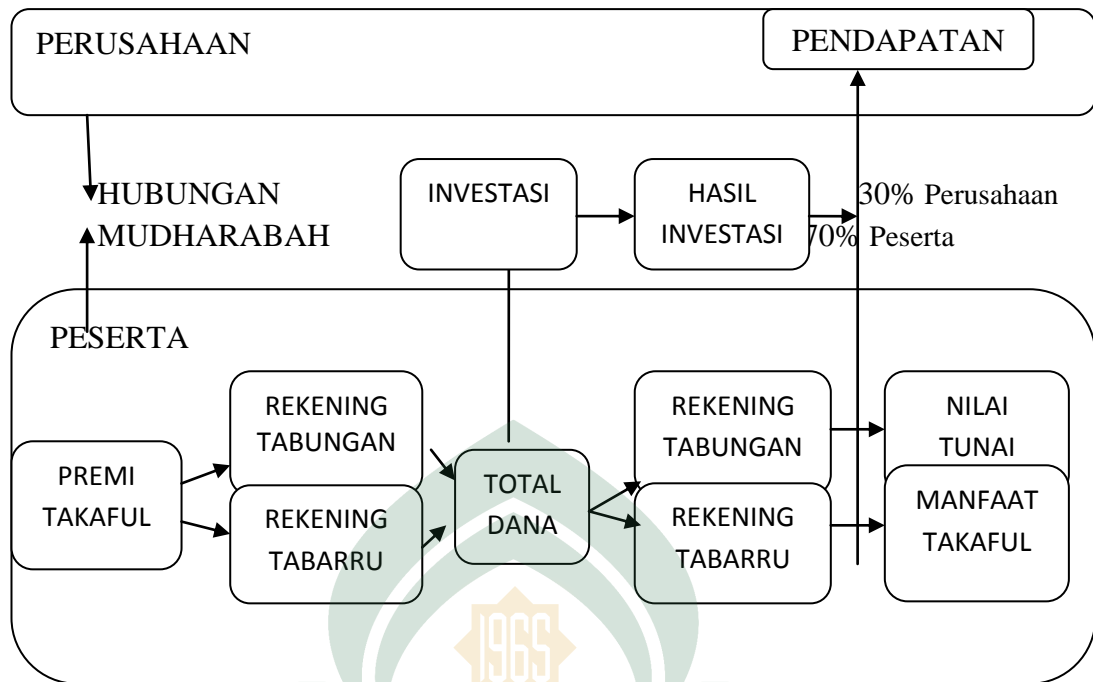 PERUSAHAAN
PENDAPATAN
HUBUNGAN
MUDHARABAH
INVESTASI
HASIL
INVESTASI
30% Perusahaan
70% Peserta
PESERTA
PREMI
TAKAFUL
REKENING
TABUNGAN
REKENING
TABARRU
TOTAL
DANA
REKENING
TABUNGAN
REKENING
TABARRU
NILAI
TUNAI
MANFAAT
TAKAFUL
1965